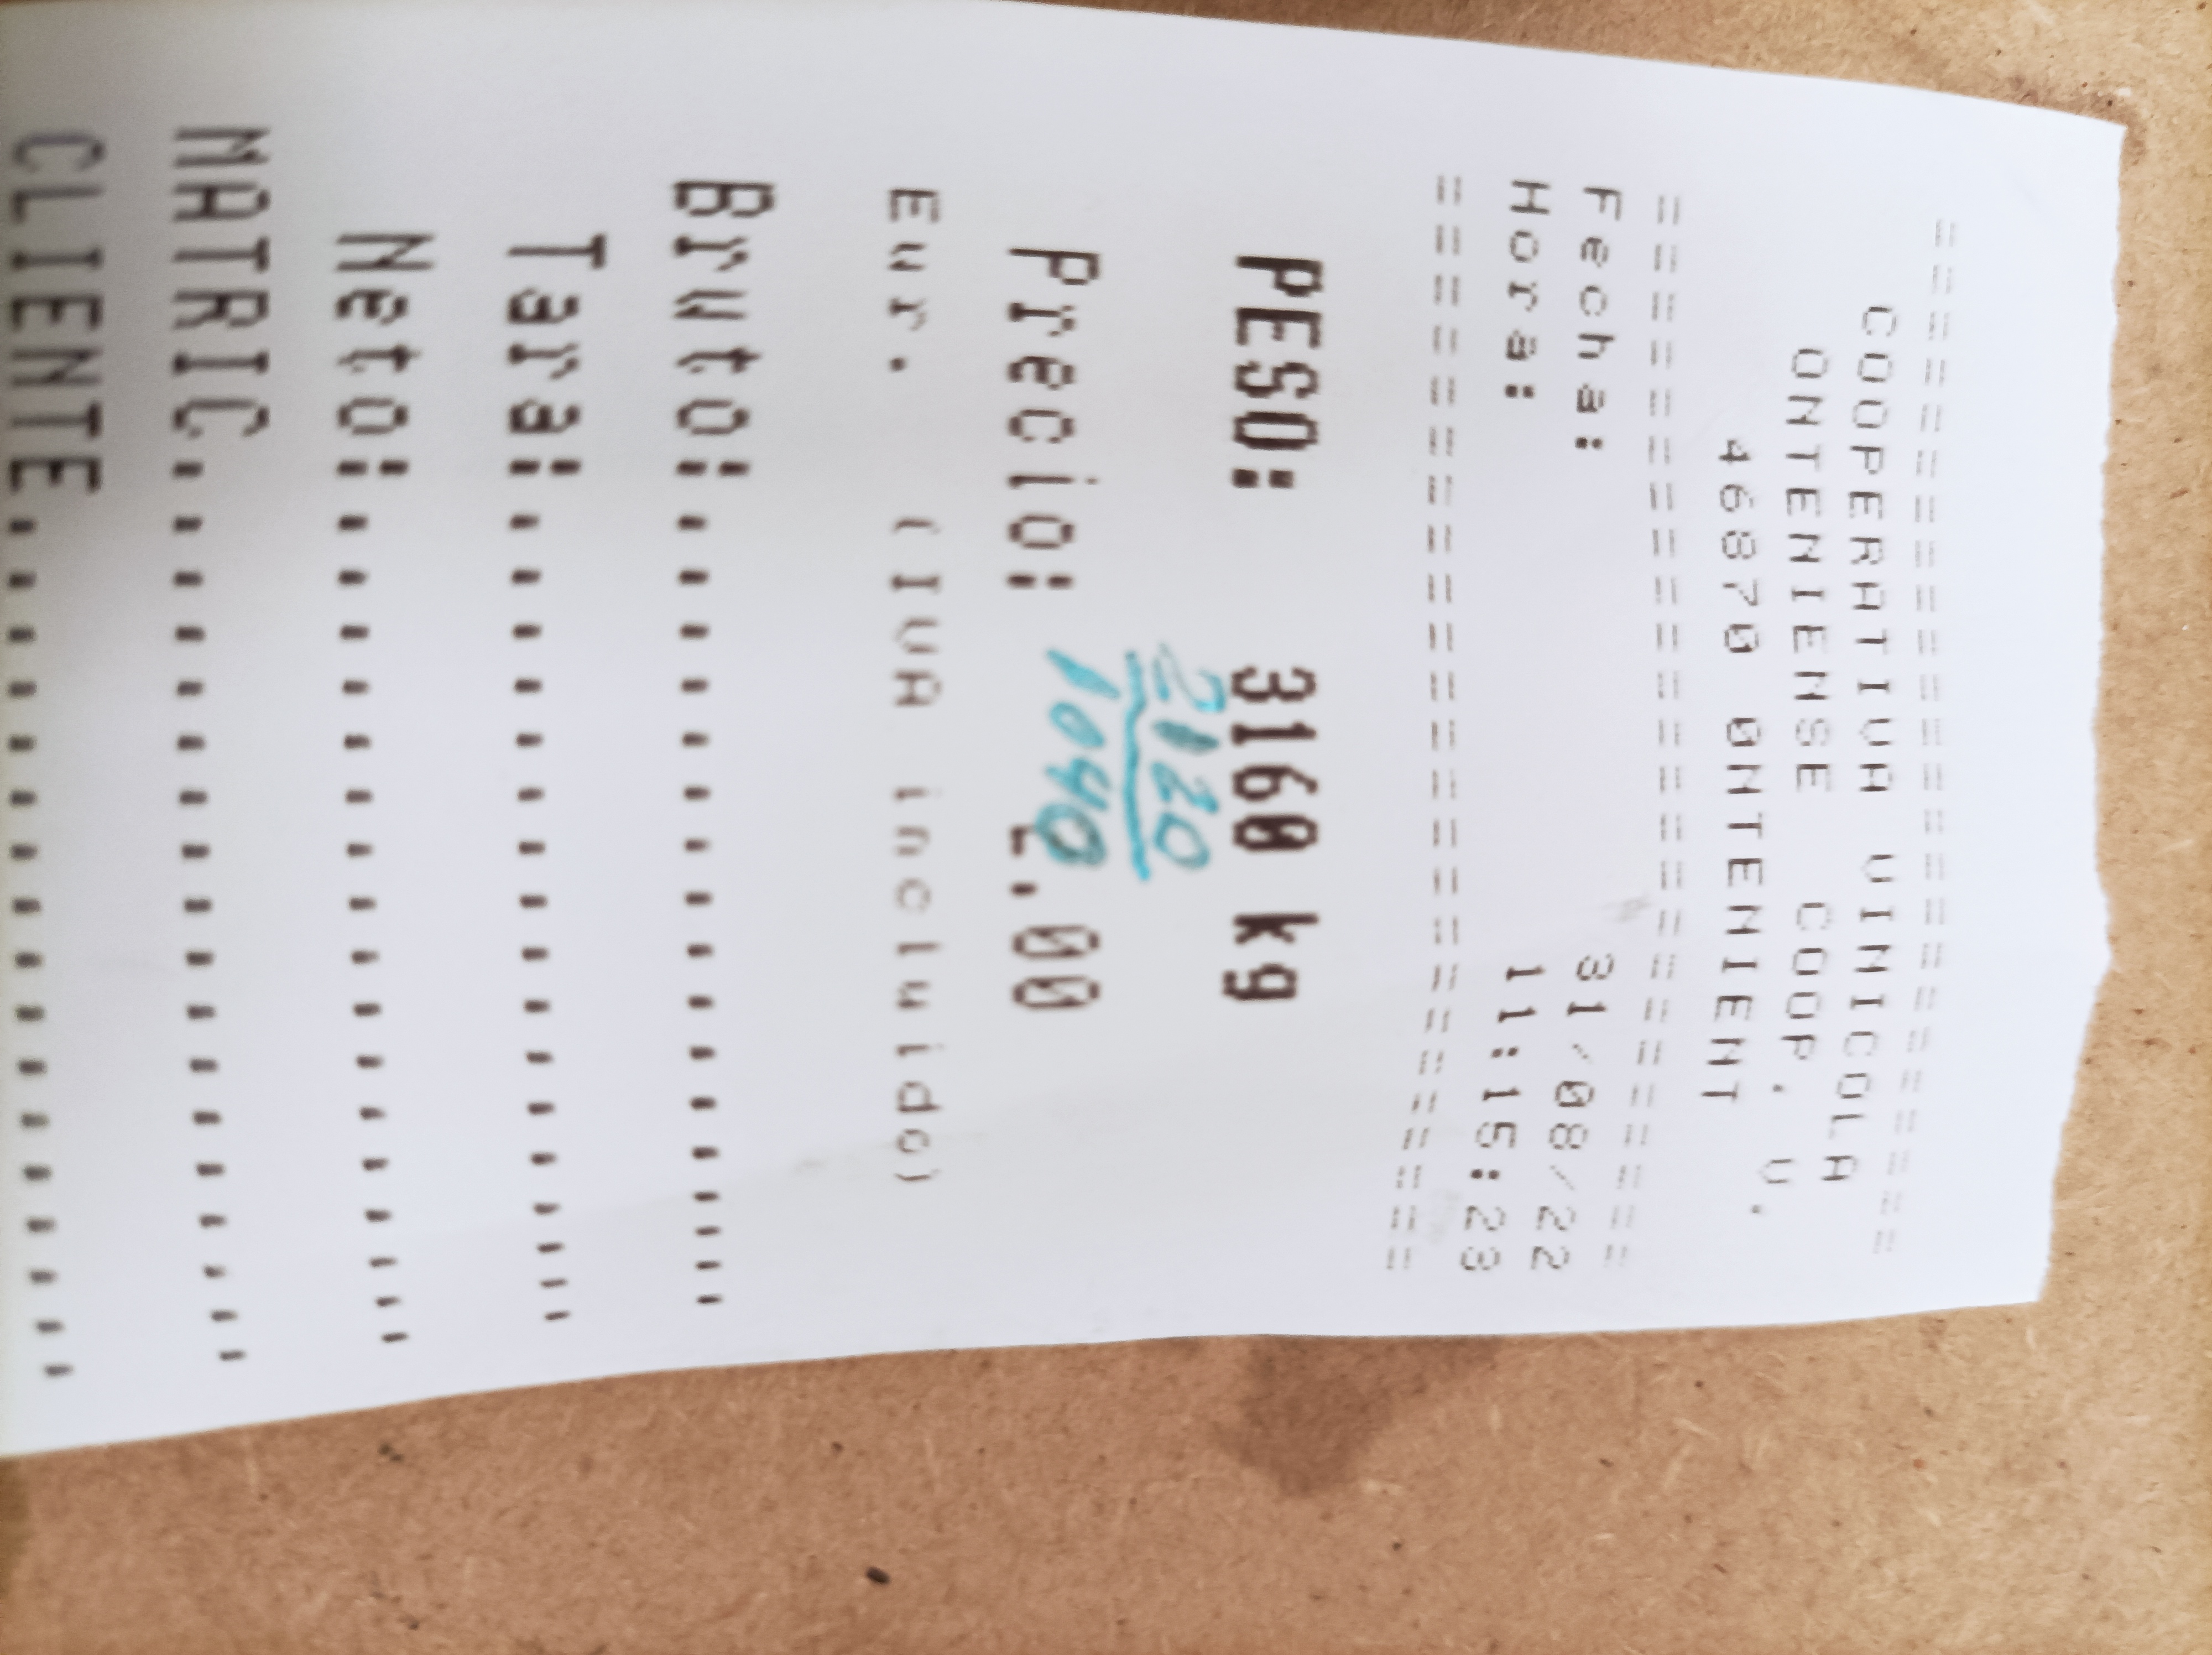 ===========================
COOPERATIVA VINICOLA
ONTENIENSE COOP. V.
46870 ONTENIENT
===========================
Fecha: 31/08/22
Hora: 11:15:23
===========================
PESO: 3160 kg
2120
Precio: .00
1040
Eur. (IVA incluido)
Bruto:................
Tara:................
Neto:.................
MATRIC..................
CLIENTE.................